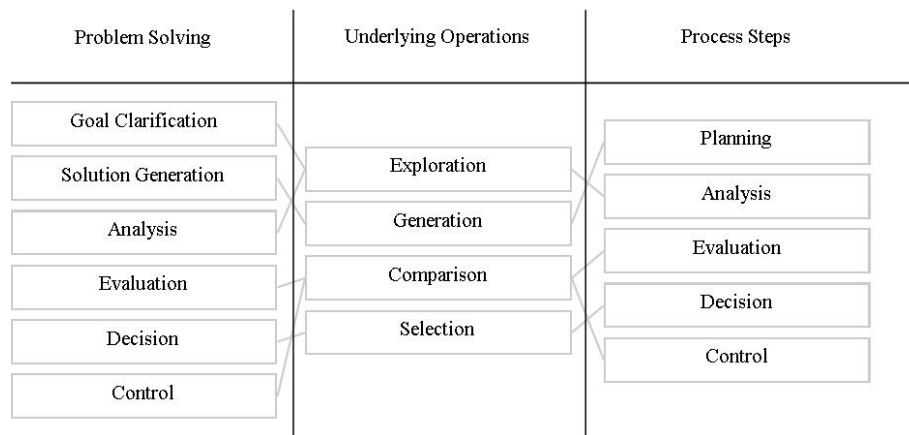 Problem Solving
Underlying Operations
Process Steps
Goal Clarification
Solution Generation
Analysis
Evaluation
Decision
Control
Exploration
Generation
Comparison
Selection
Planning
Analysis
Evaluation
Decision
Control